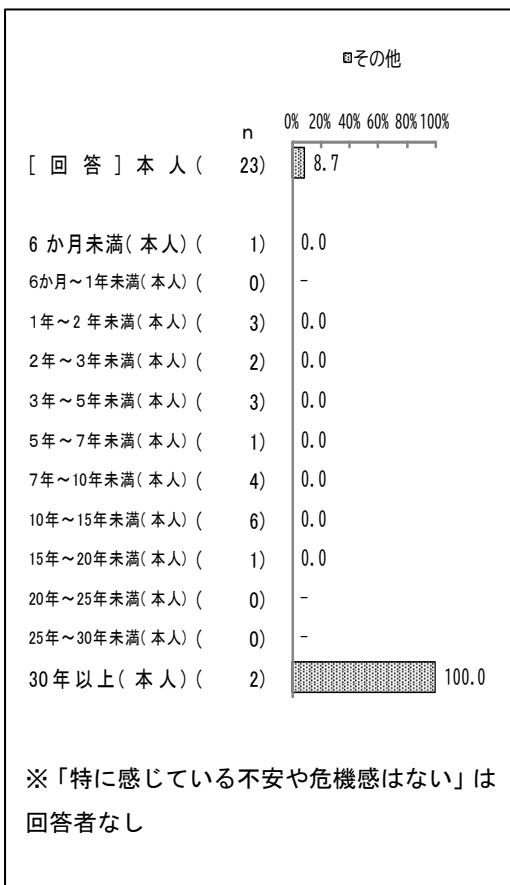 その他
n 0% 20% 40% 60% 80% 100%
[ 回 答 ] 本 人 ( 23) 8.7
6 か月未満( 本人) ( 1) 0.0
6か月～1年未満( 本人) ( 0) -
1年～2 年未満( 本人) ( 3) 0.0
2年～3年未満( 本人) ( 2) 0.0
3年～5年未満( 本人) ( 3) 0.0
5年～7年未満( 本人) ( 1) 0.0
7年～10年未満( 本人) ( 4) 0.0
10年～15年未満( 本人) ( 6) 0.0
15年～20年未満( 本人) ( 1) 0.0
20年～25年未満( 本人) ( 0) -
25年～30年未満( 本人) ( 0) -
30年以上( 本人) ( 2) 100.0
※「特に感じている不安や危機感はない」は
回答者なし